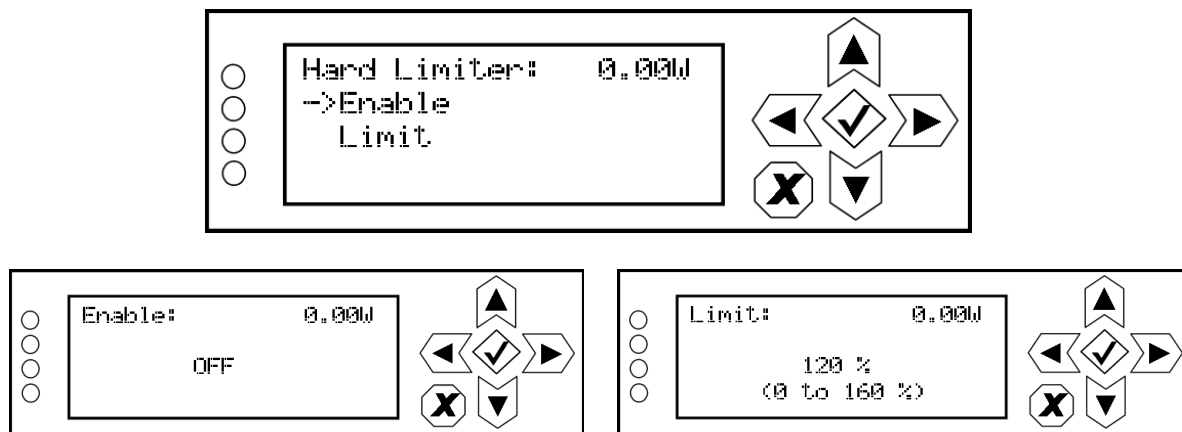 Hard Limiter: 0.00W
->Enable
Limit
Enable: 0.00W
OFF
Limit: 0.00W
120 %
(0 to 160 %)